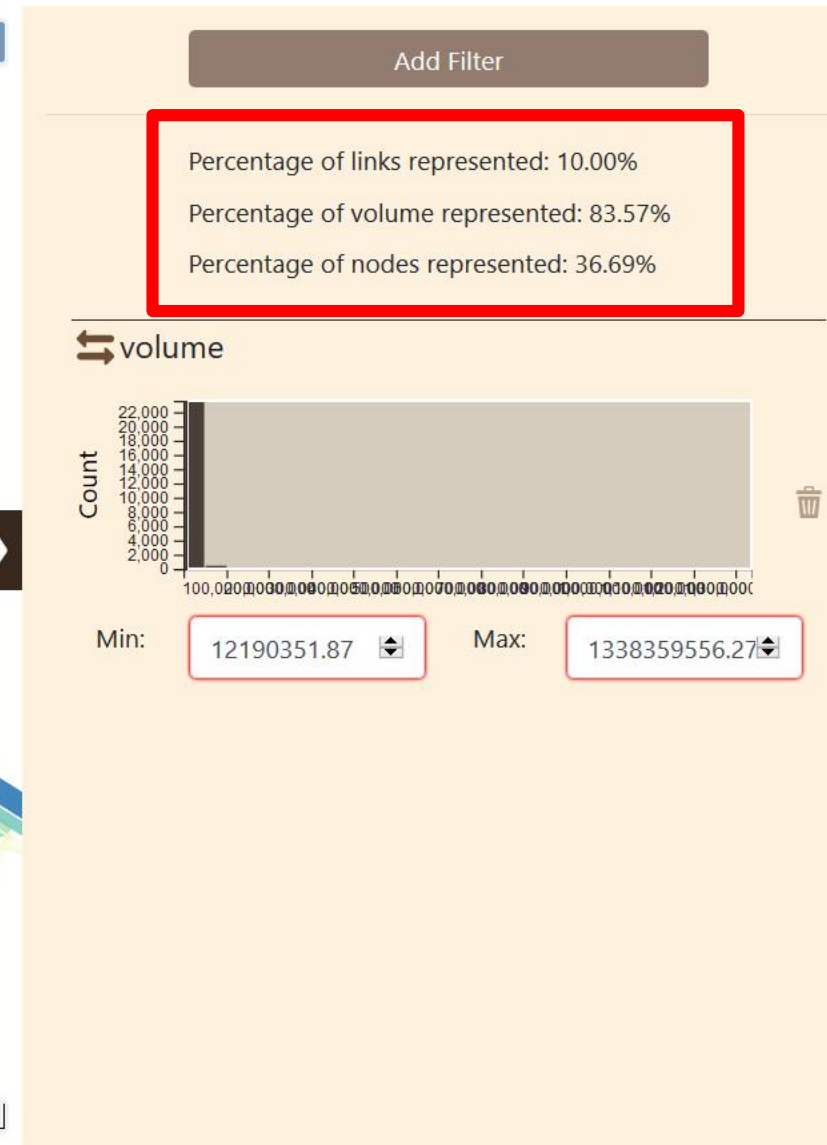 Add Filter
Percentage of links represented: 10.00%
Percentage of volume represented: 83.57%
Percentage of nodes represented: 36.69%
volume
Count
22,000
20,000
18,000
16,000
14,000
12,000
10,000
8,000
6,000
4,000
2,000
0
Min:
12190351.87
Max:
1338359556.27